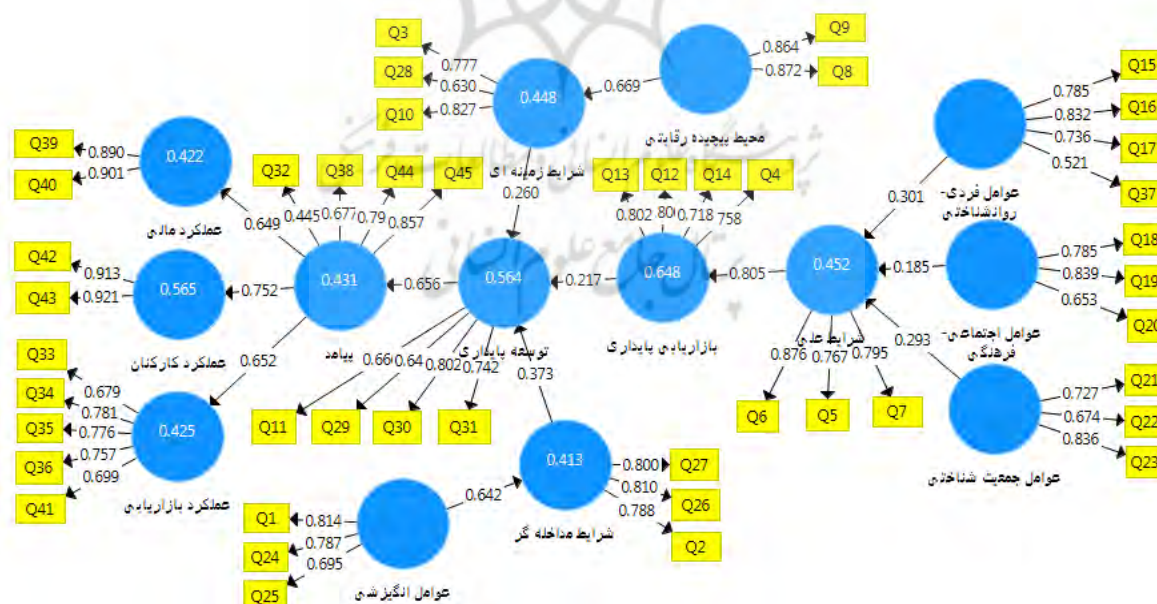 Q3
0.777
Q28
0.630
Q10
0.827
0.448
شرایط زمینه ای
0.669
محیط پیچیده رقابتی
0.864
Q9
0.872
Q8
0.260
Q39
0.890
Q40
0.901
0.422
عملکرد مالی
0.649
Q32
Q38
Q44
Q45
0.445
0.677
0.79
0.857
Q13
Q12
Q14
Q4
0.802
80
0.718
758
Q15
0.785
Q16
0.832
Q17
0.736
Q37
0.521
عوامل فردی-
روانشناختی
0.301
Q42
0.913
Q43
0.921
0.565
عملکرد کارکنان
0.752
0.431
پیامد
0.656
0.564
توسعه پایداری
0.217
0.648
بازاریابی پایداری
0.805
0.452
شرایط علی
0.185
عوامل اجتماعی-
فرهنگی
Q18
0.785
Q19
0.839
Q20
0.653
0.652
0.66
0.64
0.802
0.742
Q11
Q29
Q30
Q31
0.373
0.876
0.767
0.795
Q6
Q5
Q7
0.293
عوامل جمعیت شناختی
Q21
0.727
Q22
0.674
Q23
0.836
Q33
0.679
Q34
0.781
Q35
0.776
Q36
0.757
Q41
0.699
0.425
عملکرد بازاریابی
Q1
0.814
Q24
0.787
Q25
0.695
عوامل انگیزشی
0.642
0.413
شرایط مداخله گر
0.800
Q27
0.810
Q26
0.788
Q2
پرتال جامع علوم انسانی